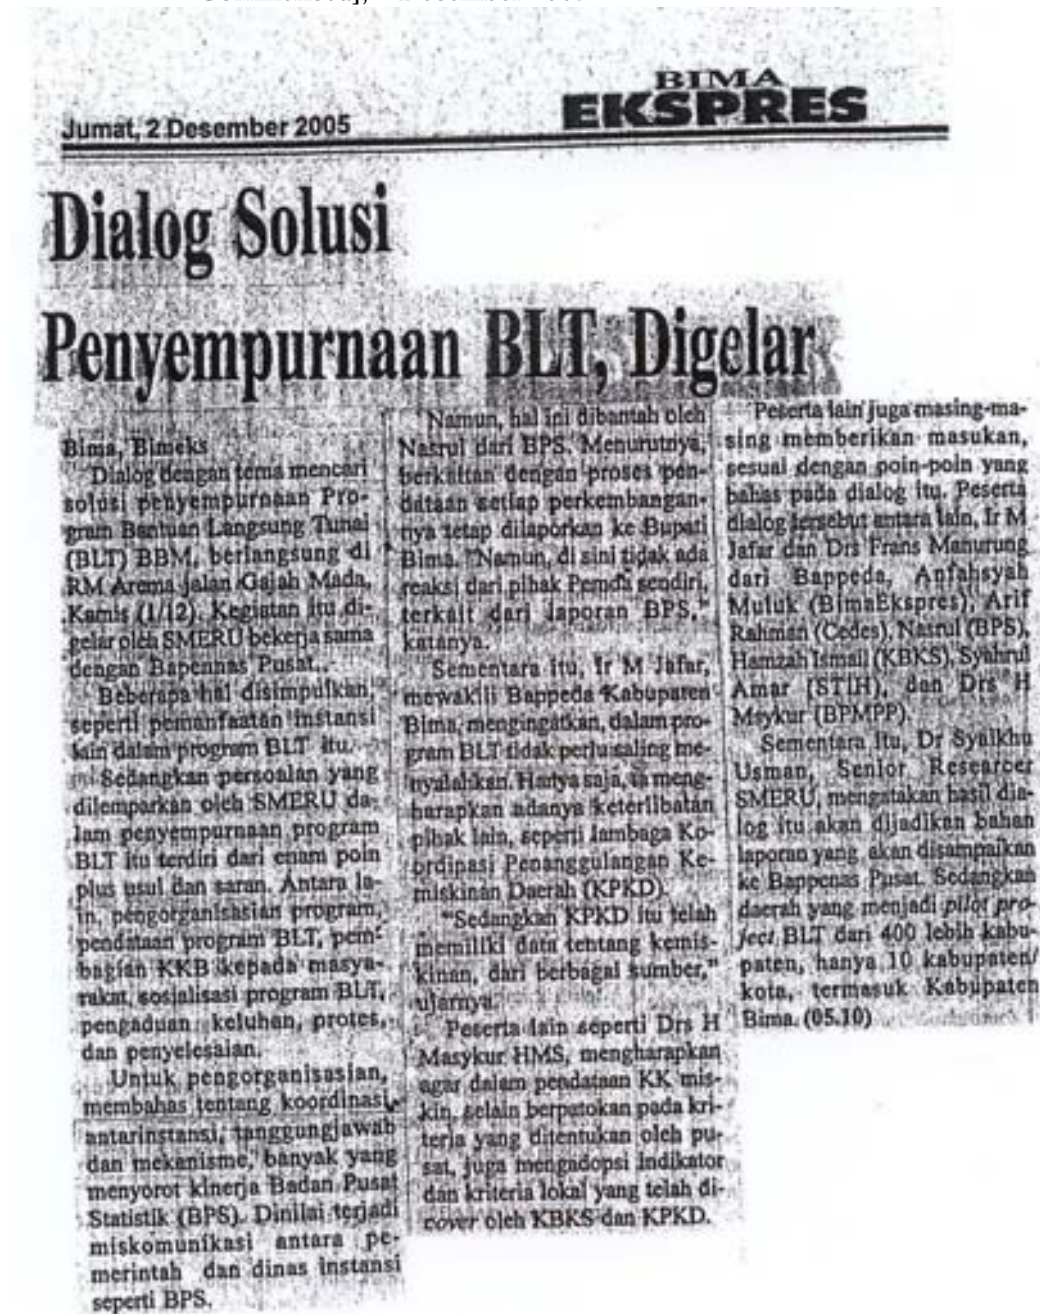 Jumat, 2 Desember 2005
BIMA
EKSPRES
Dialog Solusi
Penyempurnaan BLT, Digelar
Bima, Bimeks
Dialog dengan tema mencari
solusi penyempurnaan Pro-
gram Bantuan Langsung Tunai
(BLT) BBM, berlangsung di
RM Arema jalan Gajah Mada,
Kamis (1/12). Kegiatan itu di-
gelar oleh SMERU bekerja sama
dengan Bapennas Pusat.
Beberapa hal disimpulkan,
seperti pemanfaatan instansi
lain dalam program BLT itu.
Sedangkan persoalan yang
dilemparkan oleh SMERU da-
lam penyempurnaan program
BLT itu terdiri dari enam poin
plus usul dan saran. Antara la-
in, pengorganisasian program,
pendataan program BLT, pem-
bagian KKB kepada masya-
rakat, sosialisasi program BLT,
pengaduan keluhan, protes,
dan penyelesaian.
Untuk pengorganisasian,
membahas tentang koordinasi
antarinstansi, tanggungjawab
dan mekanisme, banyak yang
menyorot kinerja Badan Pusat
Statistik (BPS). Dinilai terjadi
miskomunikasi antara pe-
merintah dan dinas instansi
seperti BPS.
Namun, hal ini dibantah oleh
Nasrul dari BPS. Menurutnya,
berkaitan dengan proses pen-
dataan setiap perkembangan-
nya tetap dilaporkan ke Bupati
Bima. "Namun, di sini tidak ada
reaksi dari pihak Pemda sendiri,
terkait dari laporan BPS,"
katanya.
Sementara itu, Ir M Jafar,
mewakili Bappeda Kabupaten
Bima, mengingatkan, dalam pro-
gram BLT tidak perlu saling me-
nyalahkan. Hanya saja, ia meng-
harapkan adanya keterlibatan
pihak lain, seperti lambaga Ko-
ordinasi Penanggulangan Ke-
miskinan Daerah (KPKD).
"Sedangkan KPKD itu telah
memiliki data tentang kemis-
kinan, dari berbagai sumber,"
ujarnya.
Peserta lain seperti Drs H
Masykur HMS, mengharapkan
agar dalam pendataan KK mis-
kin, selain berpatokan pada kri-
teria yang ditentukan oleh pu-
sat, juga mengadopsi indikator
dan kriteria lokal yang telah di-
cover oleh KBKS dan KPKD.
Peserta lain juga masing-ma-
sing memberikan masukan,
sesuai dengan poin-poin yang
bahas pada dialog itu. Peserta
dialog tersebut antara lain, Ir M
Jafar dan Drs Frans Manurung
dari Bappeda, Anfahsyah
Muluk (BimaEkspres), Arif
Rahman (Cedes), Nasrul (BPS),
Hamzah Ismail (KBKS), Syahrul
Amar (STIH), dan Drs H
Msykur (BPMPP).
Sementara itu, Dr Syaikhu
Usman, Senior Researcer
SMERU, mengatakan hasil dia-
log itu akan dijadikan bahan
laporan yang akan disampaikan
ke Bappenas Pusat. Sedangkan
daerah yang menjadi pilot pro-
ject BLT dari 400 lebih kabu-
paten, hanya 10 kabupaten/
kota, termasuk Kabupaten
Bima. (05.10)